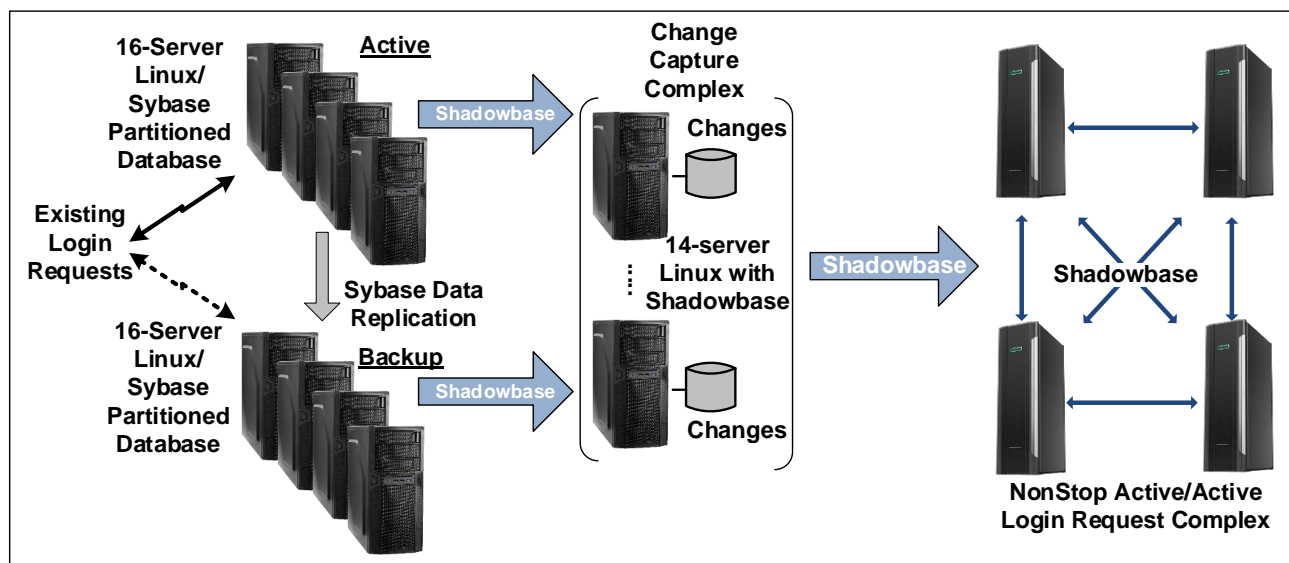 16-Server
Linux/
Sybase
Partitioned
Database
Active
Existing
Login
Requests
Sybase Data
Replication
16-Server
Linux/
Sybase
Partitioned
Database
Backup
Shadowbase
Shadowbase
Change
Capture
Complex
Changes
14-server
Linux with
Shadowbase
Changes
Shadowbase
Shadowbase
NonStop Active/Active
Login Request Complex